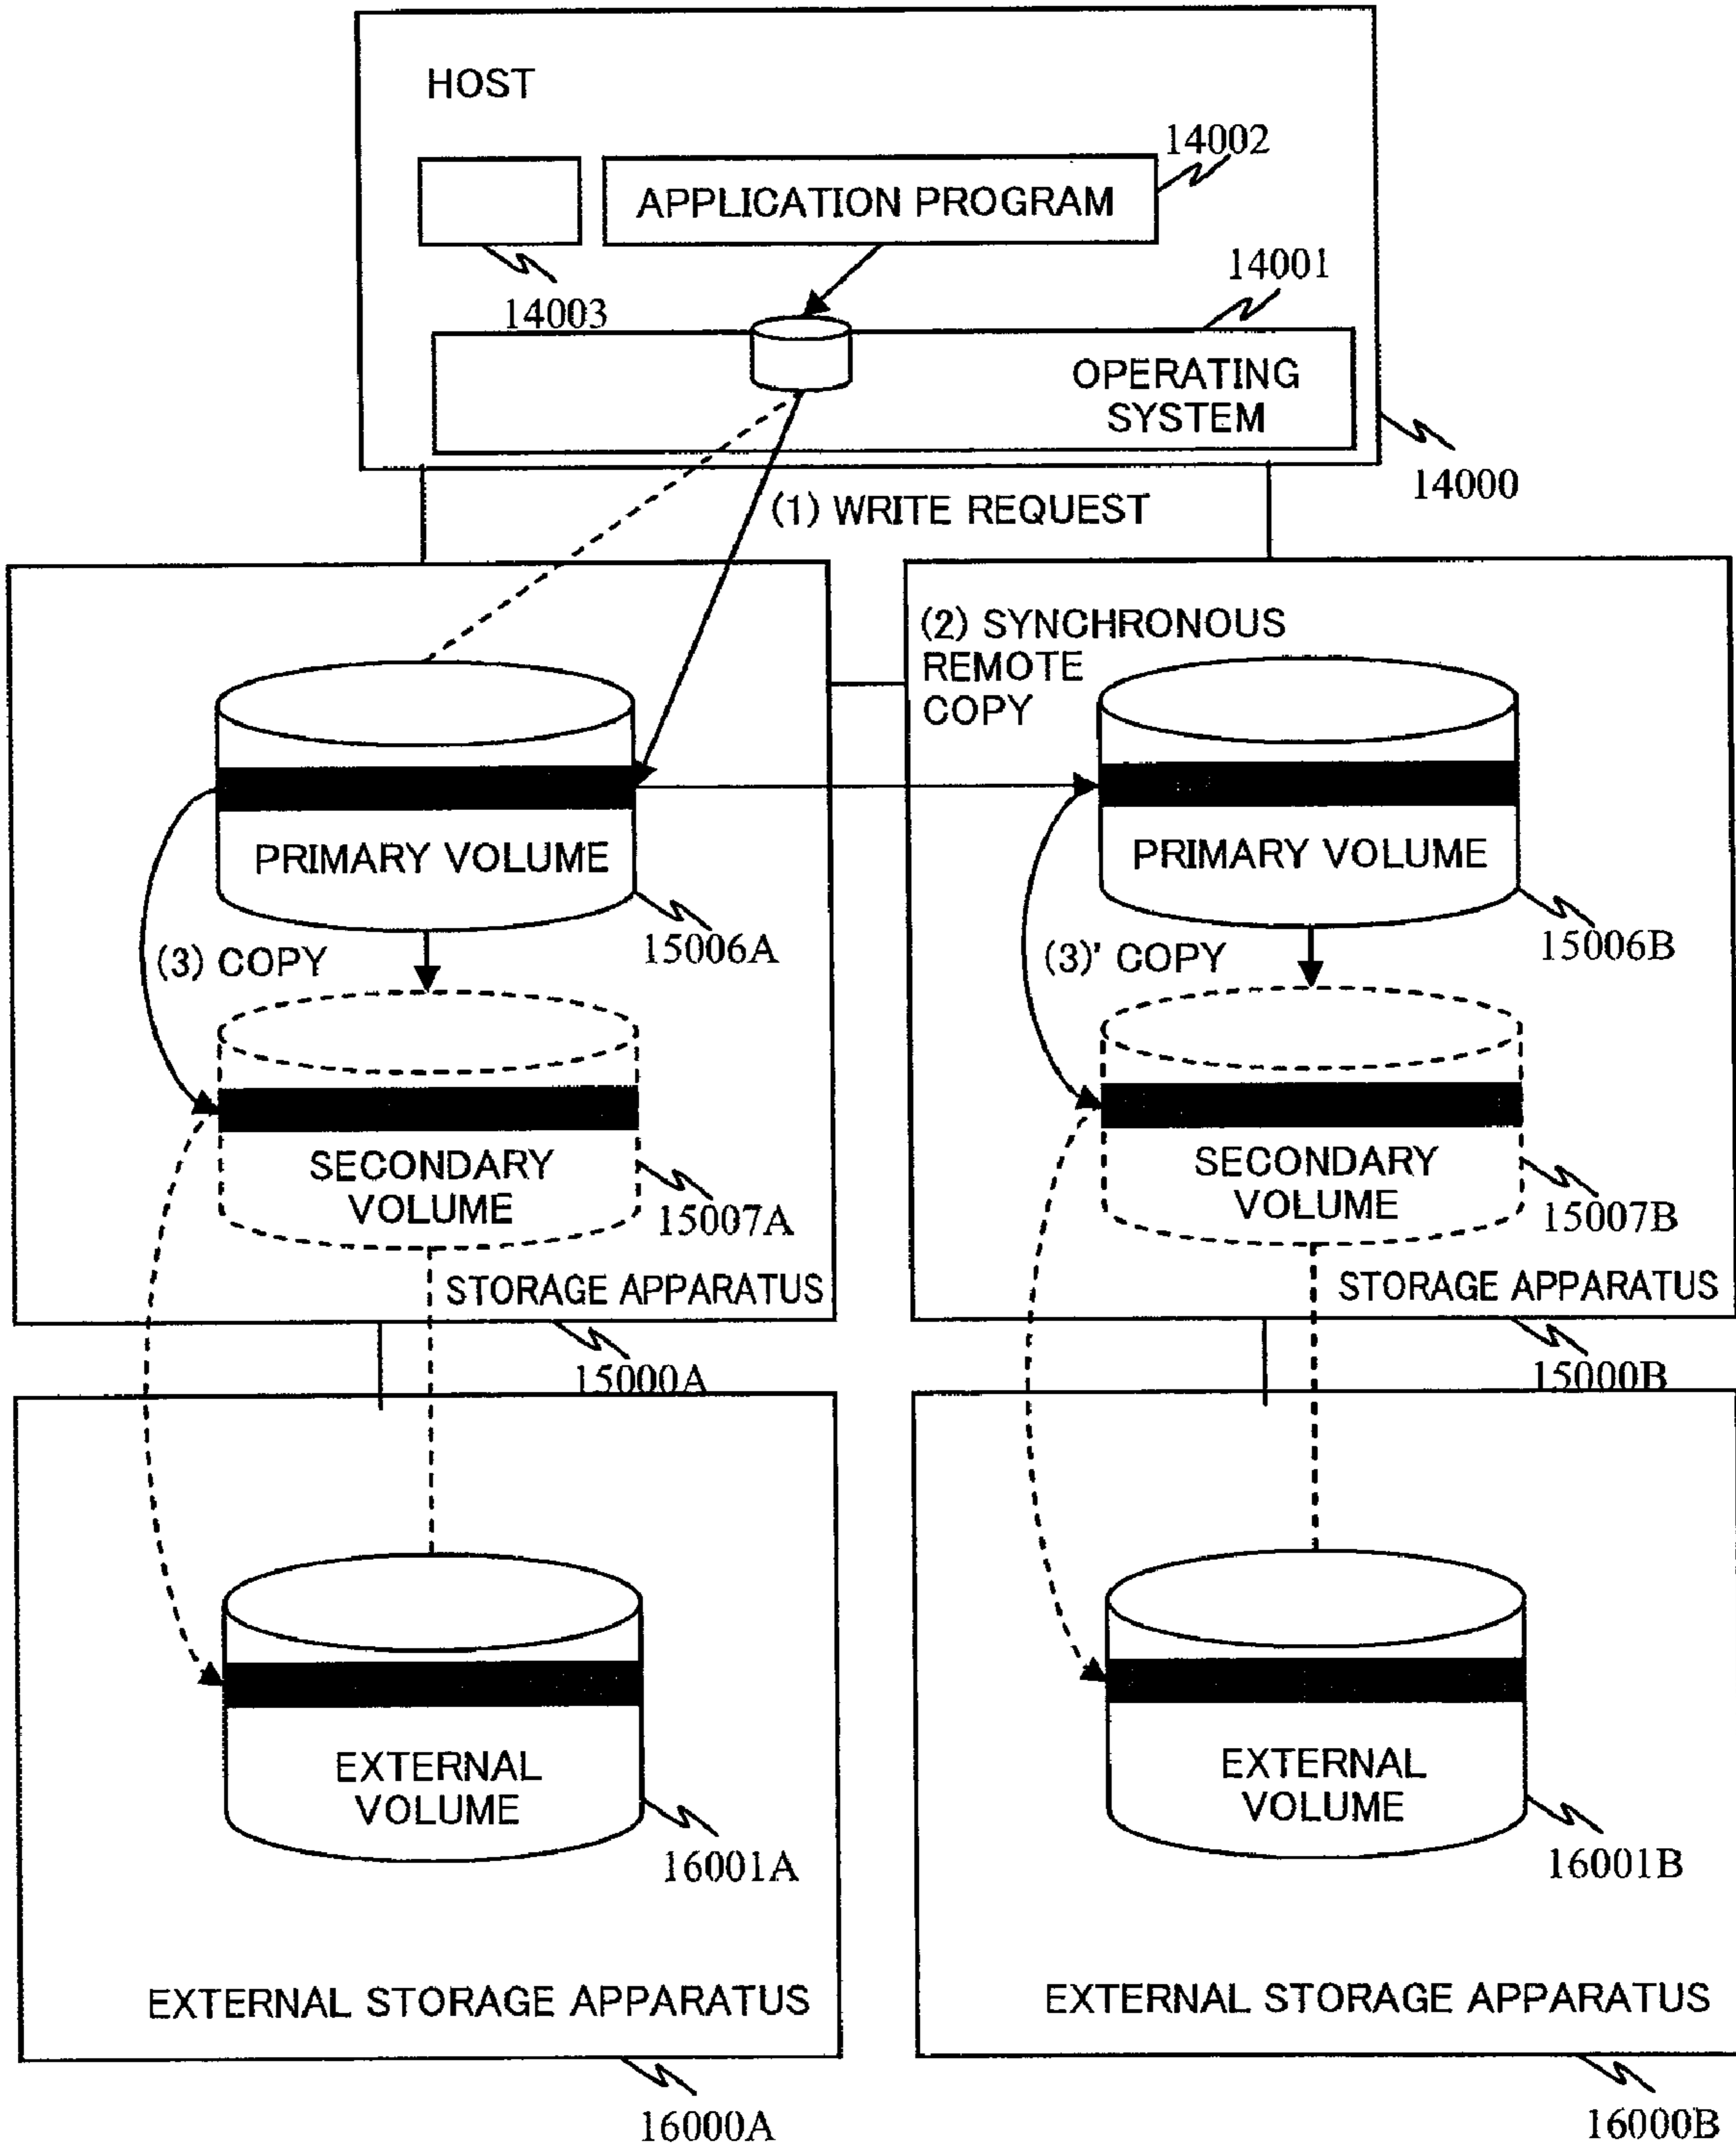 HOST
14002
APPLICATION PROGRAM
14003
14001
OPERATING
SYSTEM
14000
(1) WRITE REQUEST
(2) SYNCHRONOUS
REMOTE
COPY
PRIMARY VOLUME
15006A
PRIMARY VOLUME
15006B
(3) COPY
(3)' COPY
SECONDARY
VOLUME
15007A
SECONDARY
VOLUME
15007B
STORAGE APPARATUS
15000A
STORAGE APPARATUS
15000B
EXTERNAL
VOLUME
16001A
EXTERNAL
VOLUME
16001B
EXTERNAL STORAGE APPARATUS
16000A
EXTERNAL STORAGE APPARATUS
16000B